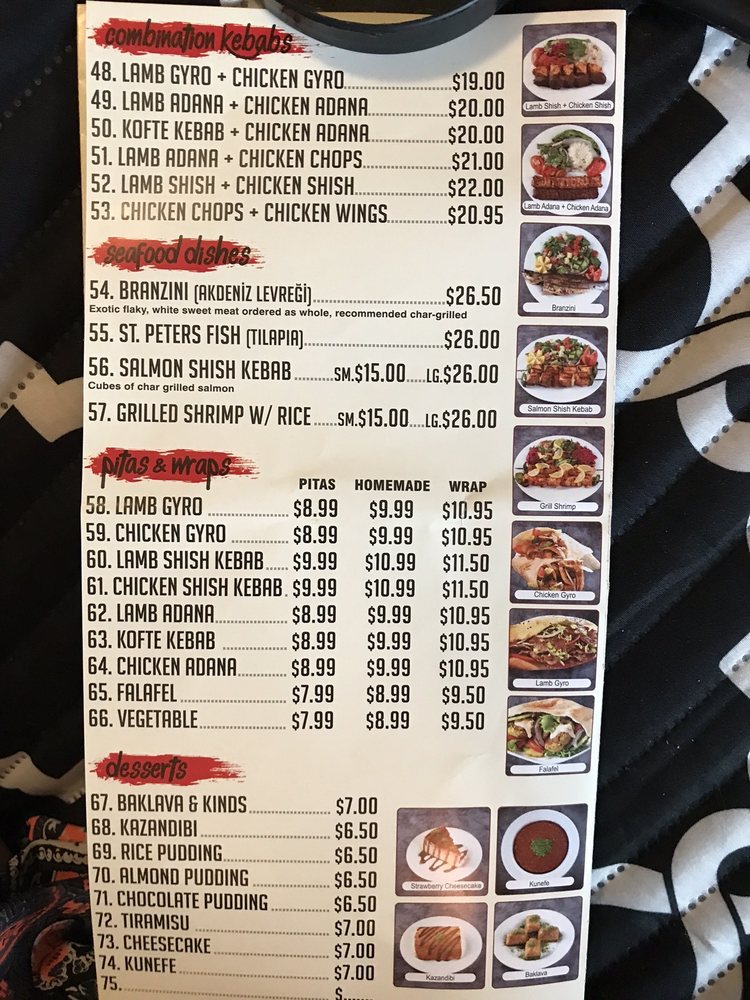 combination kebabs
48. LAMB GYRO + CHICKEN GYRO....................$19.00
49. LAMB ADANA + CHICKEN ADANA....................$20.00
50. KOFTE KEBAB + CHICKEN ADANA....................$20.00
51. LAMB ADANA + CHICKEN CHOPS....................$21.00
52. LAMB SHISH + CHICKEN SHISH....................$22.00
53. CHICKEN CHOPS + CHICKEN WINGS...............$20.95
Lamb Shish + Chicken Shish
Lamb Adana + Chicken Adana
seafood dishes
54. BRANZINI (AKDENİZ LEVREĞİ)..............................$26.50
Exotic flaky, white sweet meat ordered as whole, recommended char-grilled
55. ST. PETERS FISH (TILAPIA)................................$26.00
56. SALMON SHISH KEBAB .........SM.$15.00.....LG.$26.00
Cubes of char grilled salmon
57. GRILLED SHRIMP W/ RICE ......SM.$15.00....LG.$26.00
Branzini
Salmon Shish Kebab
pitas & wraps
PITAS HOMEMADE WRAP
58. LAMB GYRO ........................ $8.99 $9.99 $10.95
59. CHICKEN GYRO ................. $8.99 $9.99 $10.95
60. LAMB SHISH KEBAB...... $9.99 $10.99 $11.50
61. CHICKEN SHISH KEBAB. $9.99 $10.99 $11.50
62. LAMB ADANA.................... $8.99 $9.99 $10.95
63. KOFTE KEBAB .................. $8.99 $9.99 $10.95
64. CHICKEN ADANA.............. $8.99 $9.99 $10.95
65. FALAFEL ............................. $7.99 $8.99 $9.50
66. VEGETABLE........................ $7.99 $8.99 $9.50
Grill Shrimp
Chicken Gyro
Lamb Gyro
Falafel
desserts
67. BAKLAVA & KINDS...................... $7.00
68. KAZANDIBI.................................... $6.50
69. RICE PUDDING............................. $6.50
70. ALMOND PUDDING ..................... $6.50
71. CHOCOLATE PUDDING ................ $6.50
72. TIRAMISU ..................................... $7.00
73. CHEESECAKE ................................ $7.00
74. KUNEFE......................................... $7.00
75...................................................... $........
Strawberry Cheesecake
Kunefe
Kazandibi
Baklava